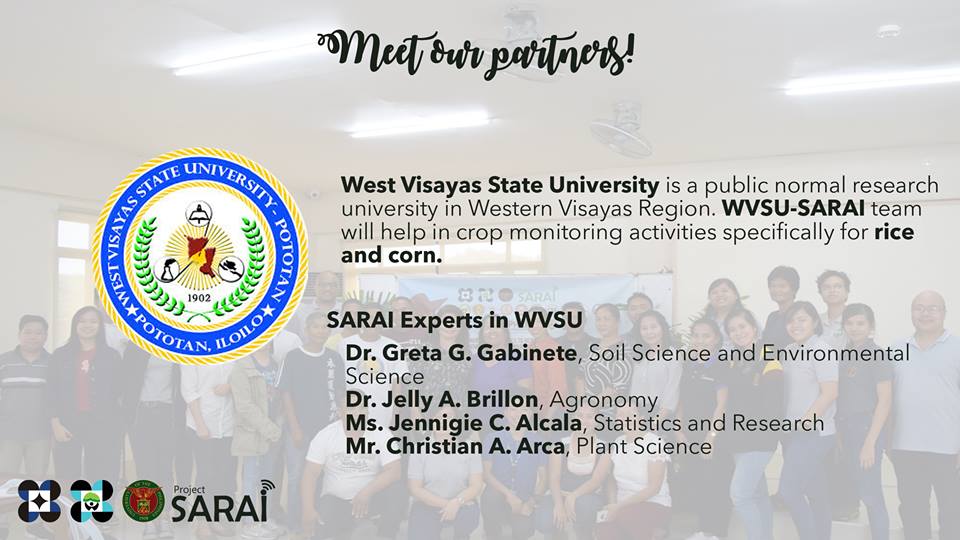 Meet our partners!
WEST VISAYAS STATE UNIVERSITY - POTOTAN
1902
POTOTAN, ILOILO
West Visayas State University is a public normal research
university in Western Visayas Region. WVSU-SARAI team
will help in crop monitoring activities specifically for rice
and corn.
SARAI
SARAI Experts in WVSU
Dr. Greta G. Gabinete, Soil Science and Environmental
Science
Dr. Jelly A. Brillon, Agronomy
Ms. Jennigie C. Alcala, Statistics and Research
Mr. Christian A. Arca, Plant Science
Project
SARAI